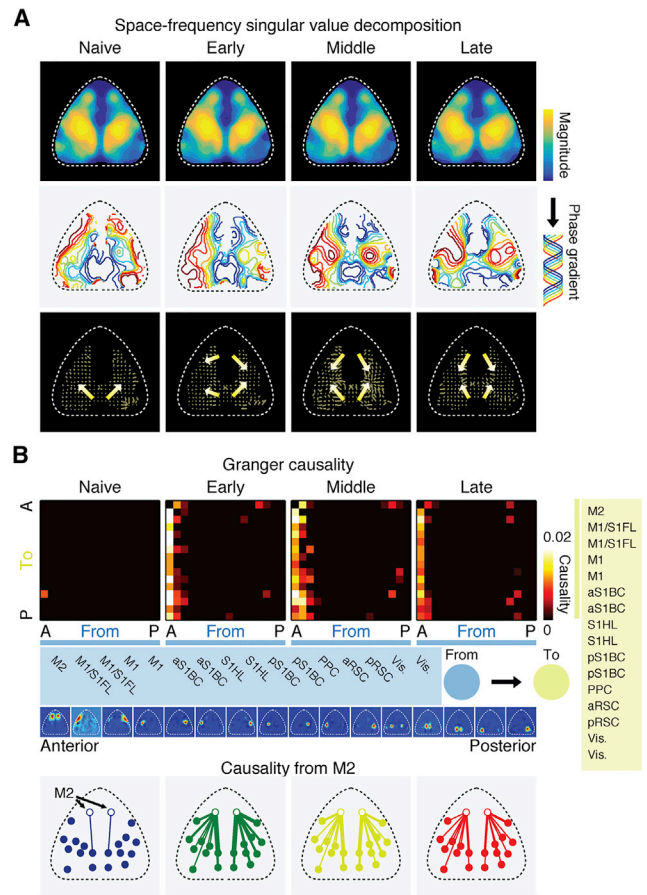 A
Space-frequency singular value decomposition
Naive Early Middle Late
Magnitude
Phase gradient
B
Granger causality
Naive Early Middle Late
A
To
P
A From P A From P A From P A From P
0.02
Causality
0
M2
M1/S1FL
M1/S1FL
M1
M1
aS1BC
aS1BC
S1HL
S1HL
pS1BC
pS1BC
PPC
aRSC
pRSC
Vis.
Vis.
M2 M1/S1FL M1/S1FL M1 M1 aS1BC aS1BC S1HL S1HL pS1BC pS1BC PPC aRSC pRSC Vis. Vis.
From To
Anterior Posterior
Causality from M2
M2